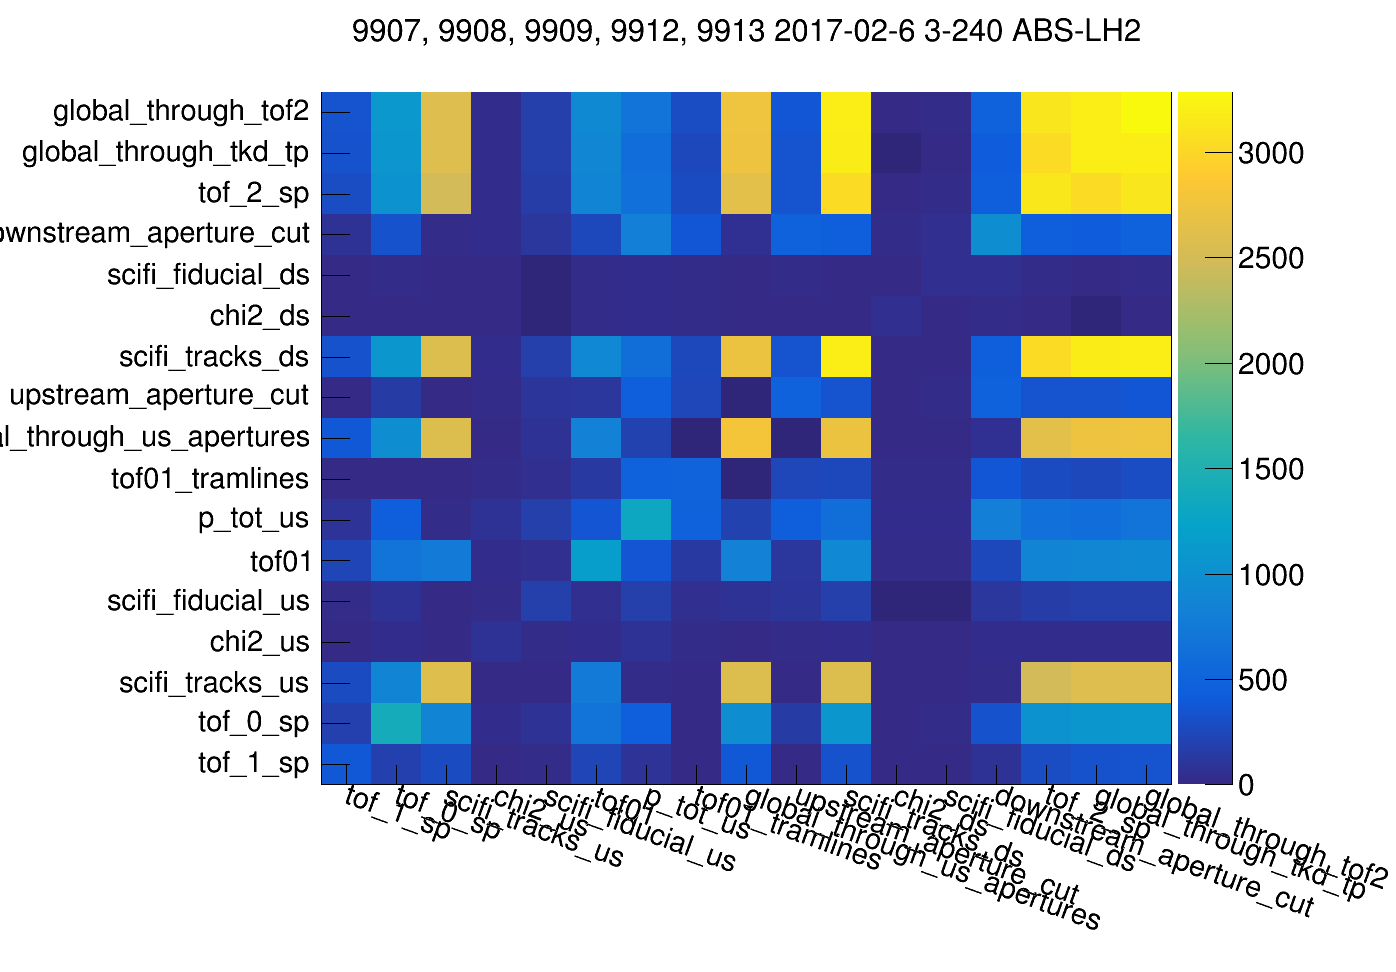 9907, 9908, 9909, 9912, 9913 2017-02-6 3-240 ABS-LH2
global_through_tof2
global_through_tkd_tp
tof_2_sp
ownstream_aperture_cut
scifi_fiducial_ds
chi2_ds
scifi_tracks_ds
upstream_aperture_cut
al_through_us_apertures
tof01_tramlines
p_tot_us
tof01
scifi_fiducial_us
chi2_us
scifi_tracks_us
tof_0_sp
tof_1_sp
3000
2500
2000
1500
1000
500
0
tof_1_sp
tof_0_sp
scifi_tracks_us
chi2_us
scifi_fiducial_us
tof01
p_tot_us
tof01_tramlines
global_through_us_apertures
upstream_aperture_cut
scifi_tracks_ds
chi2_ds
scifi_fiducial_ds
downstream_aperture_cut
tof_2_sp
global_through_tkd_tp
global_through_tof2